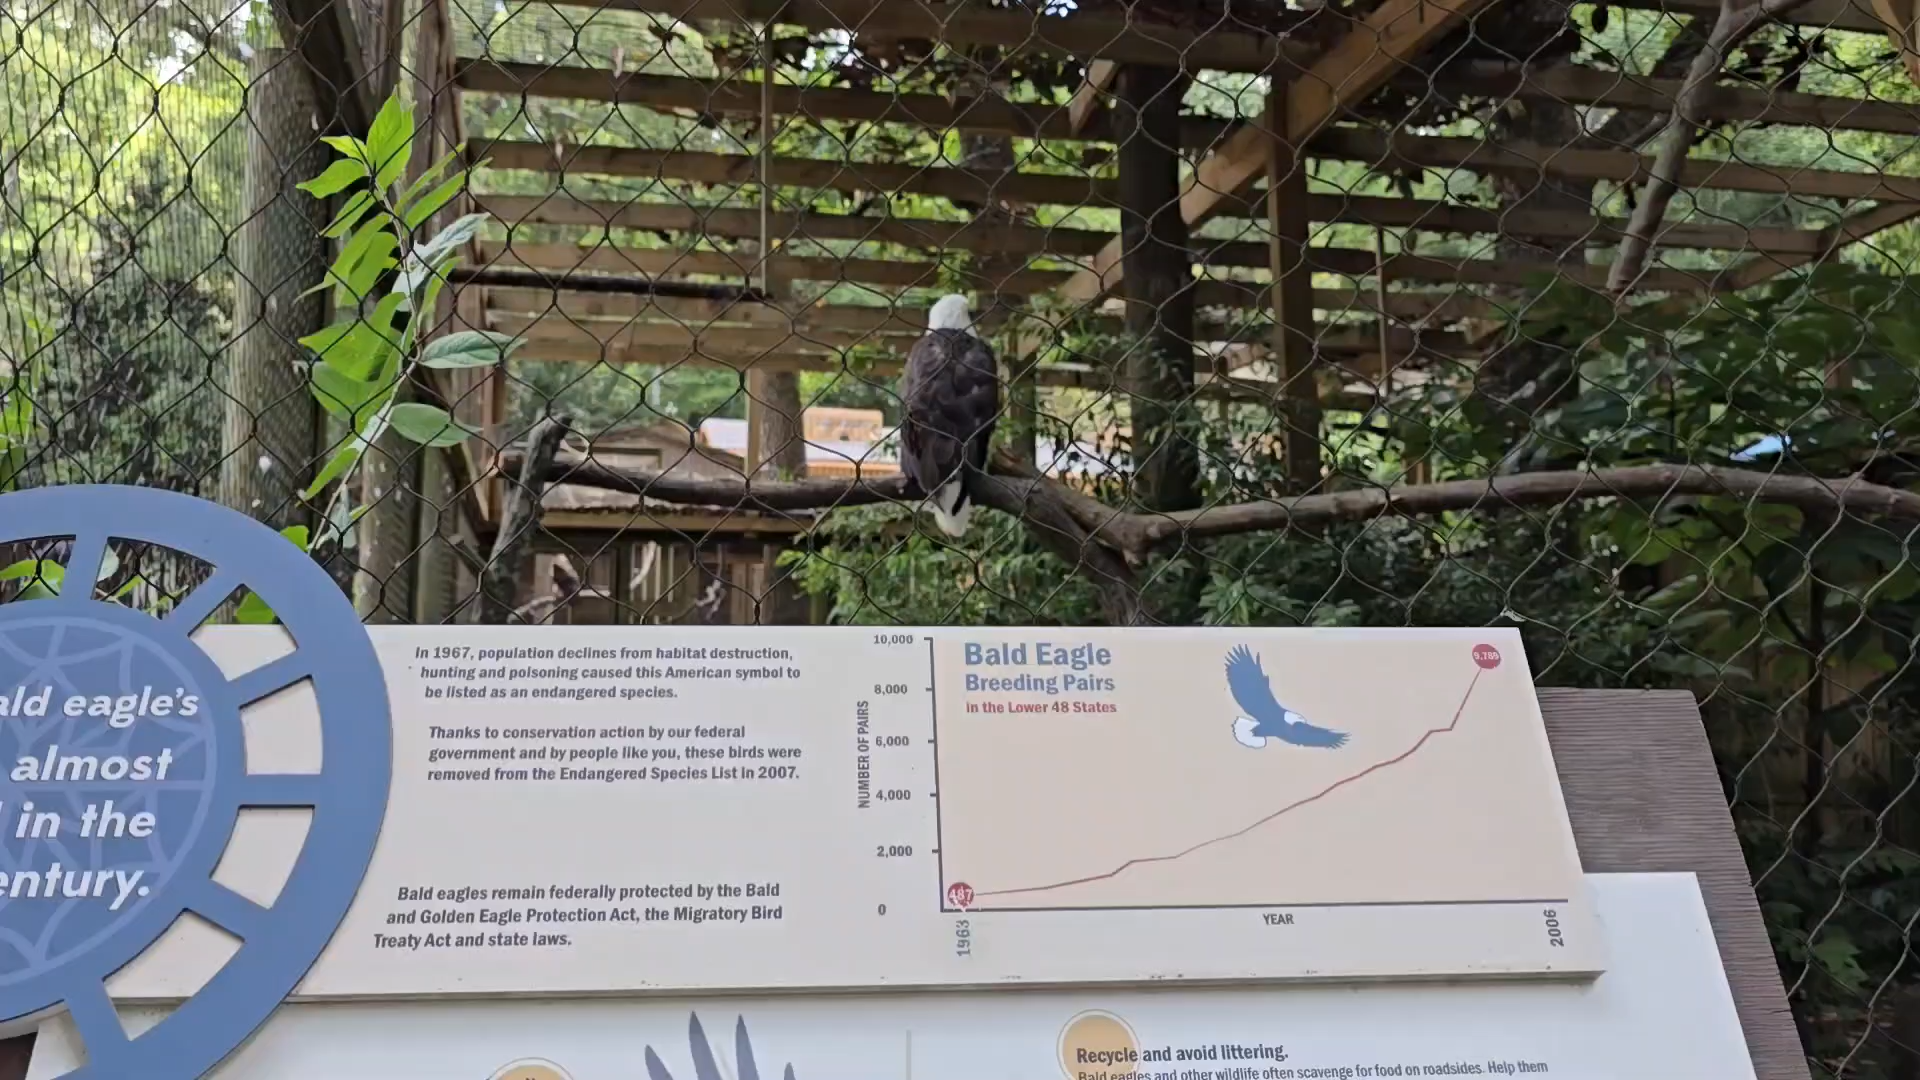 ald eagle's
almost
in the
entury.
In 1967, population declines from habitat destruction,
hunting and poisoning caused this American symbol to
be listed as an endangered species.
Thanks to conservation action by our federal
government and by people like you, these birds were
removed from the Endangered Species List in 2007.
Bald eagles remain federally protected by the Bald
and Golden Eagle Protection Act, the Migratory Bird
Treaty Act and state laws.
Bald Eagle
Breeding Pairs
in the Lower 48 States
NUMBER OF PAIRS
10,000
8,000
6,000
4,000
2,000
0
487
9,789
1963
YEAR
2006
Recycle and avoid littering.
Bald eagles and other wildlife often scavenge for food on roadsides. Help them